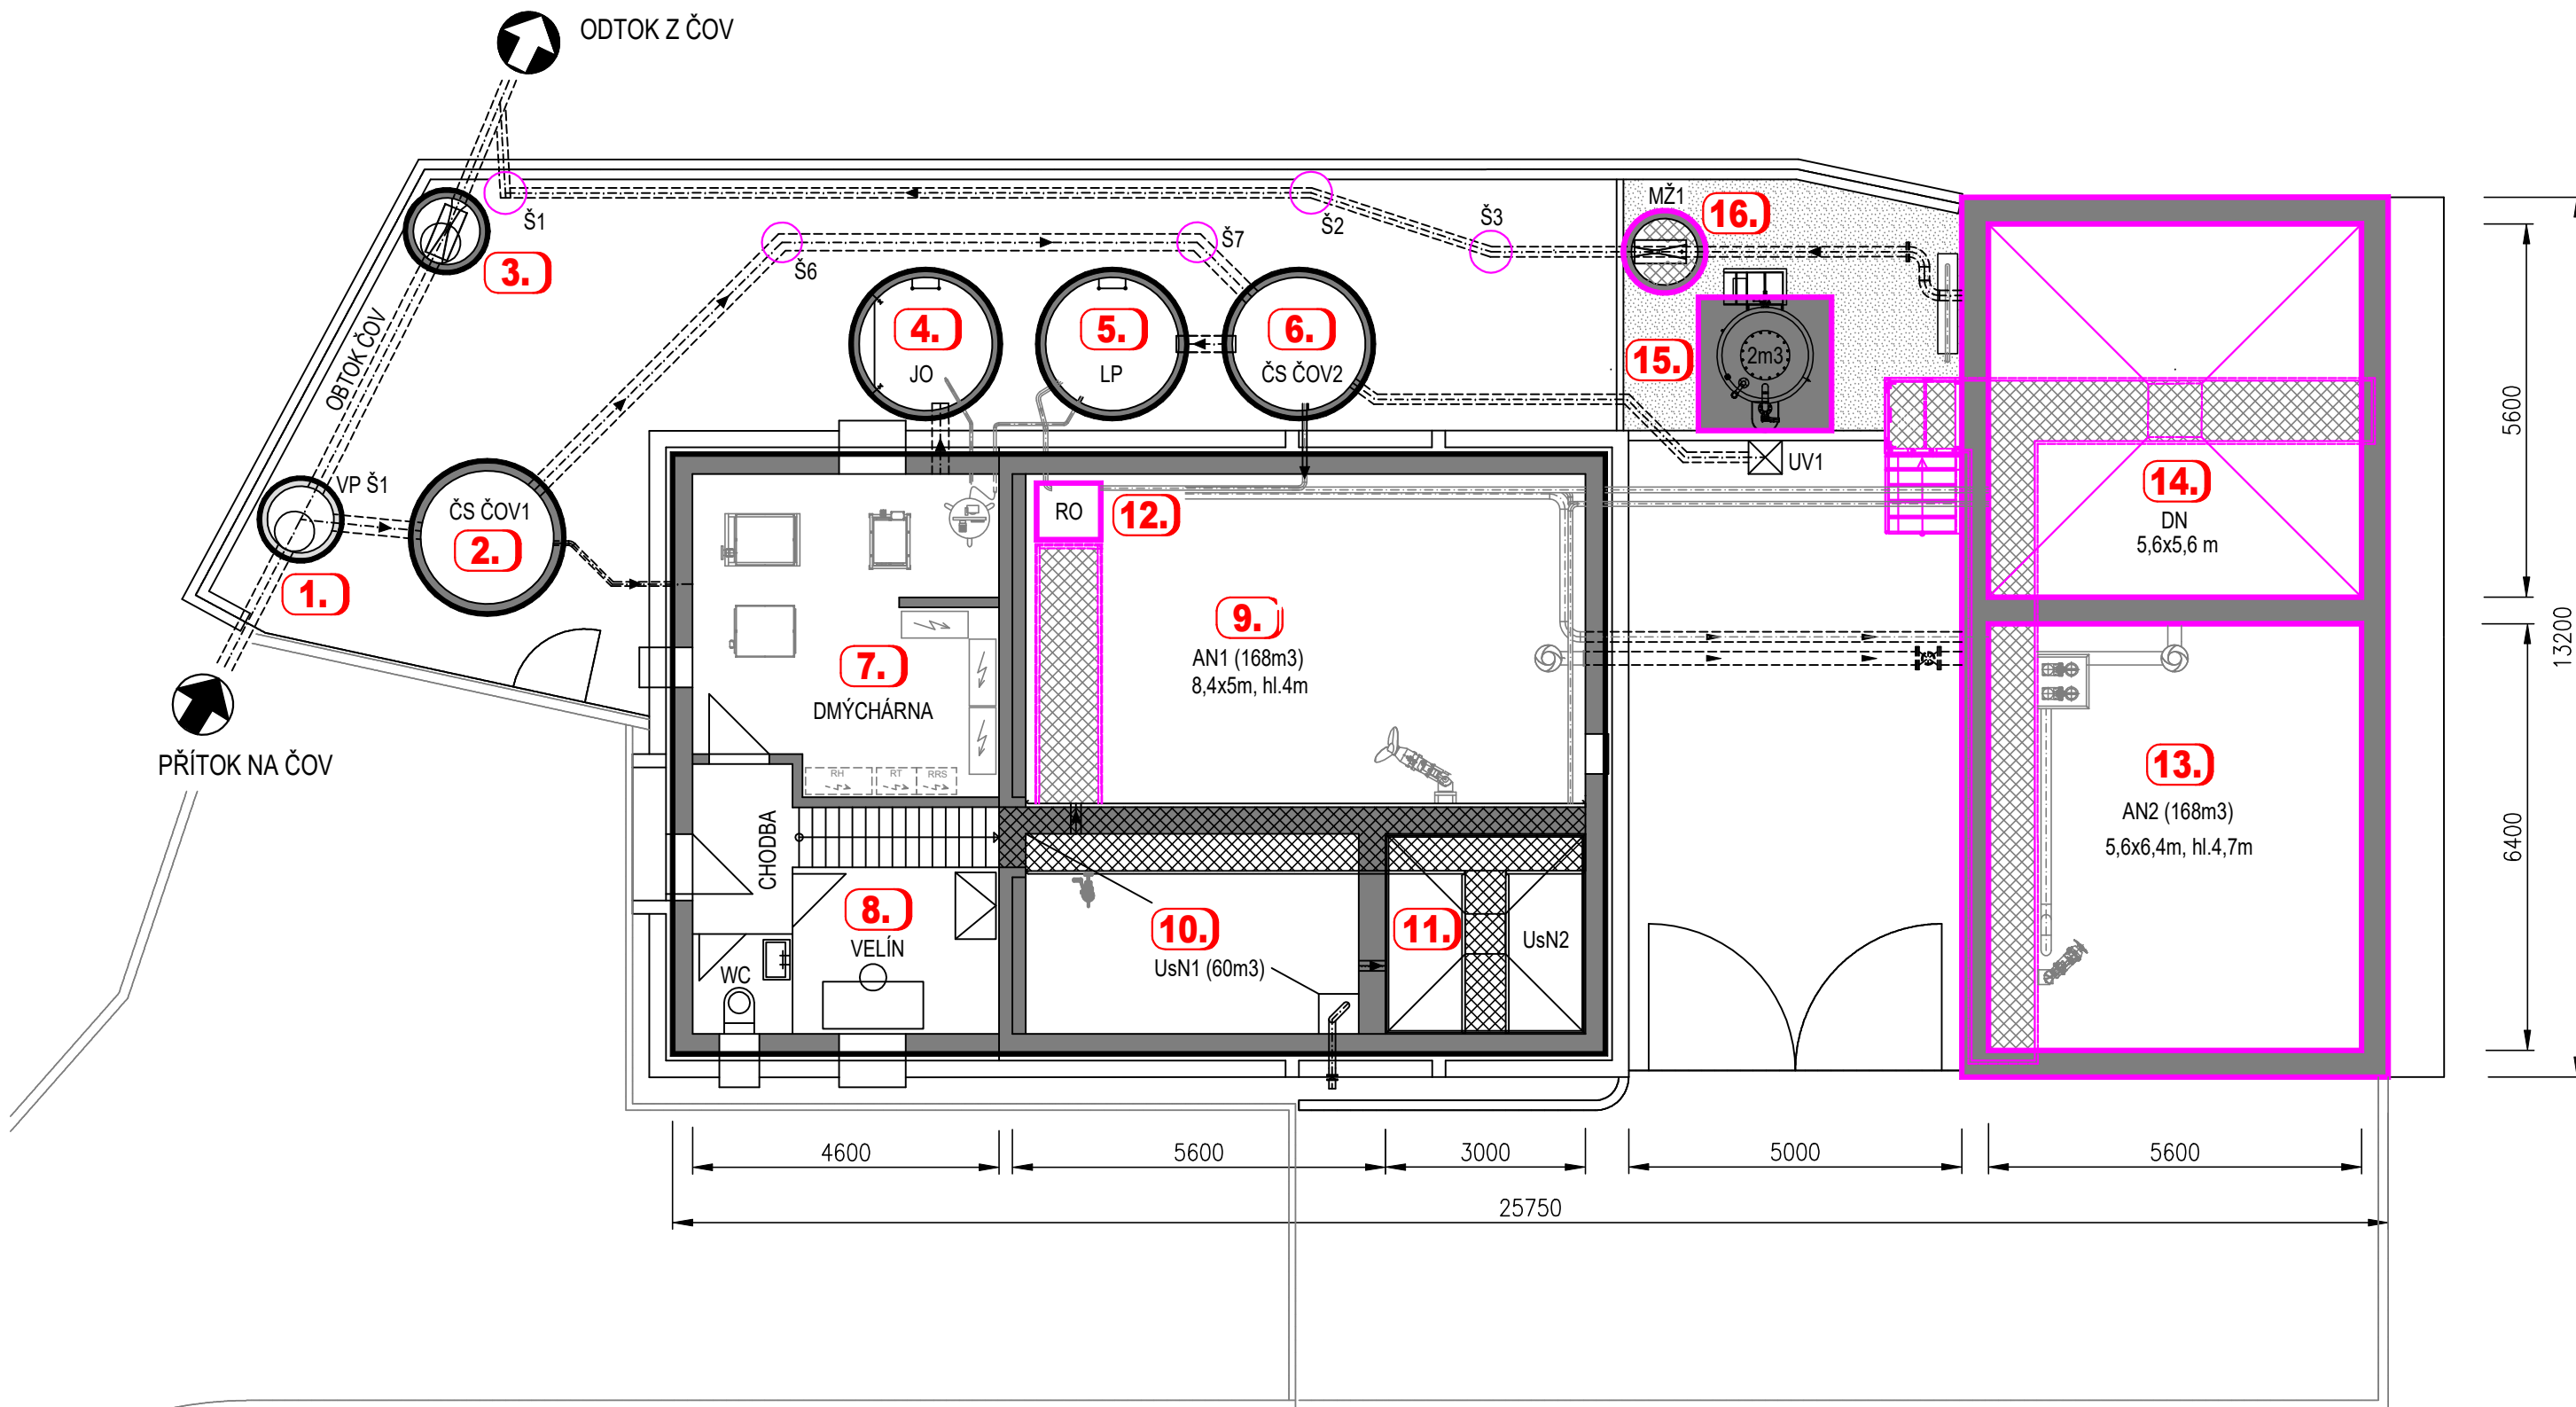 ODTOK Z ČOV
MŽ1
16.
Š1
Š2
Š3
3.
Š6
Š7
OBTOK ČOV
4.
JO
5.
LP
6.
ČS ČOV2
15.
2m3
5600
VP Š1
ČS ČOV1
2.
1.
UV1
RO
12.
14.
DN
5,6x5,6 m
13200
9.
AN1 (168m3)
8,4x5m, hl.4m
7.
DMÝCHÁRNA
PŘÍTOK NA ČOV
RH
RT
RRS
13.
AN2 (168m3)
5,6x6,4m, hl.4,7m
6400
CHODBA
8.
VELÍN
WC
10.
UsN1 (60m3)
11.
UsN2
4600
5600
3000
5000
5600
25750